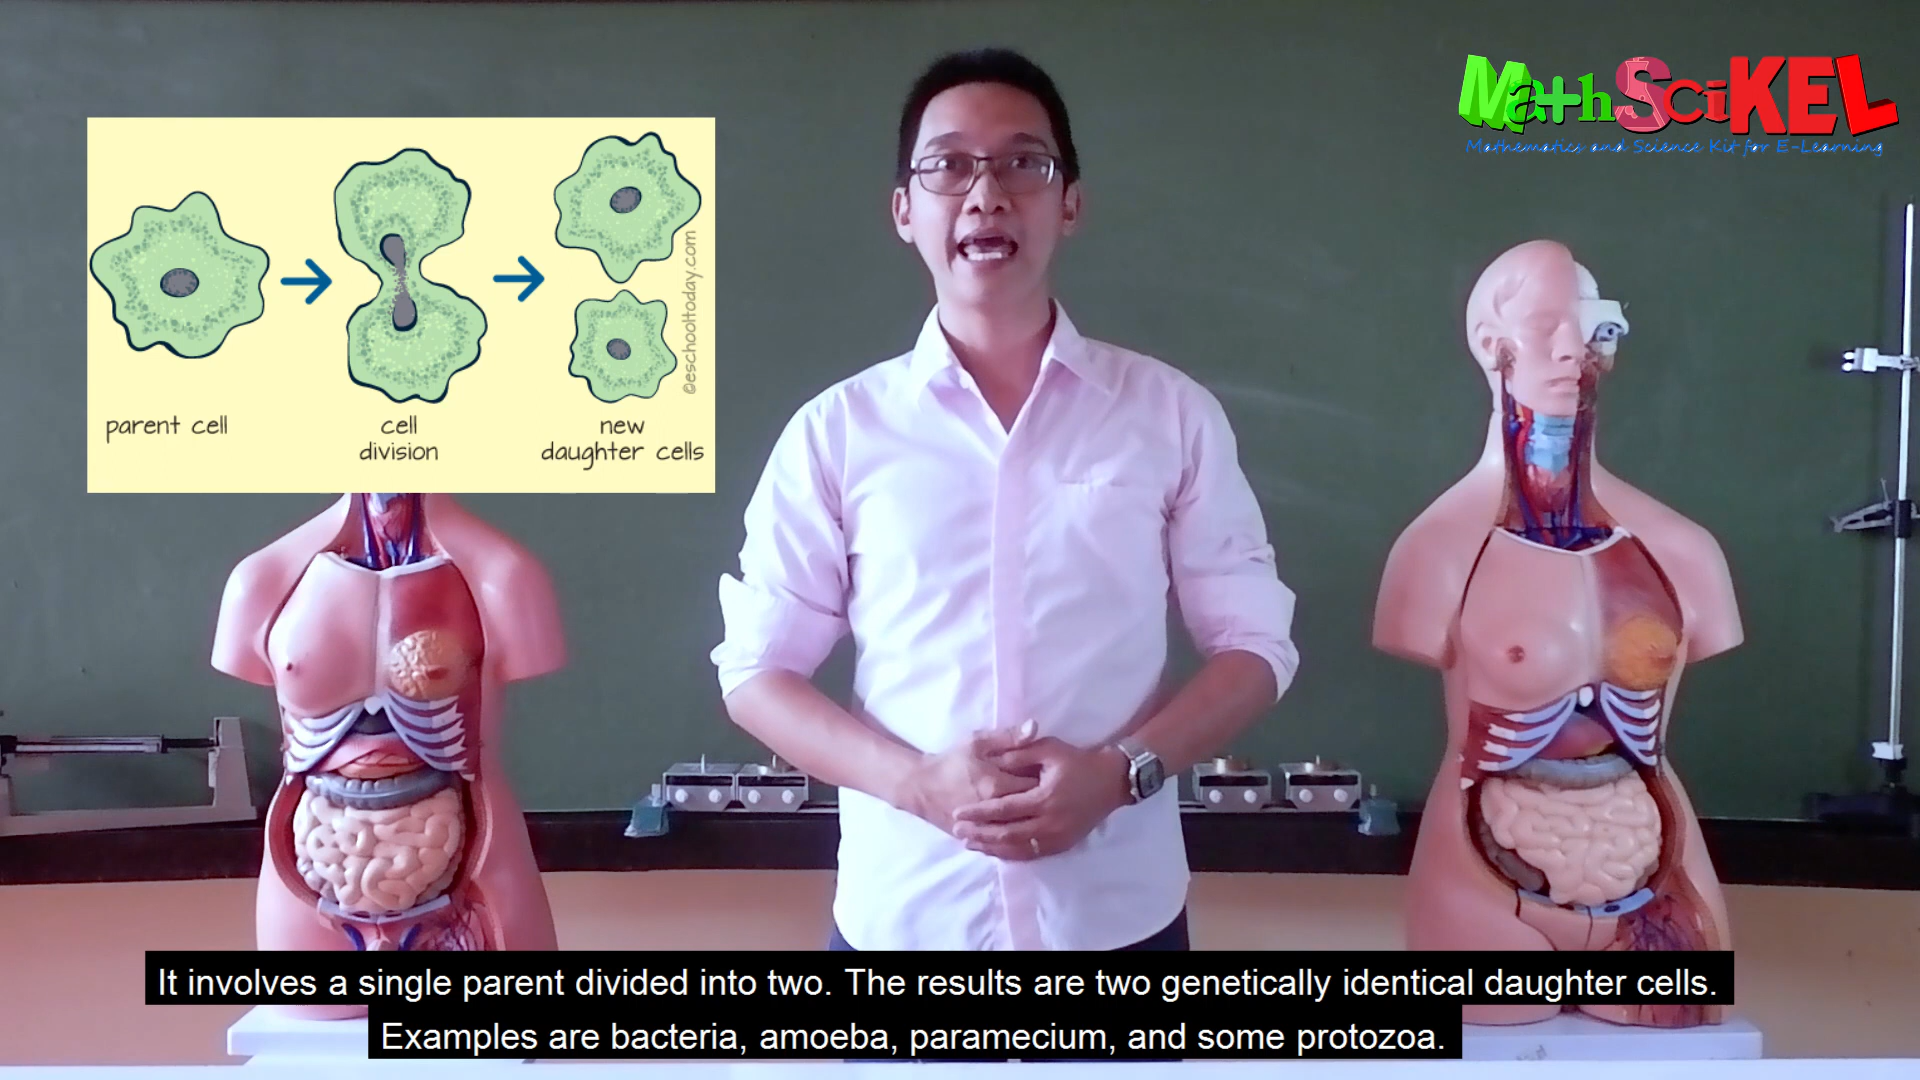 MathSciKEL
Mathematics and Science Kit for E-Learning
©eschooltoday.com
parent cell
cell
division
new
daughter cells
It involves a single parent divided into two. The results are two genetically identical daughter cells.
Examples are bacteria, amoeba, paramecium, and some protozoa.